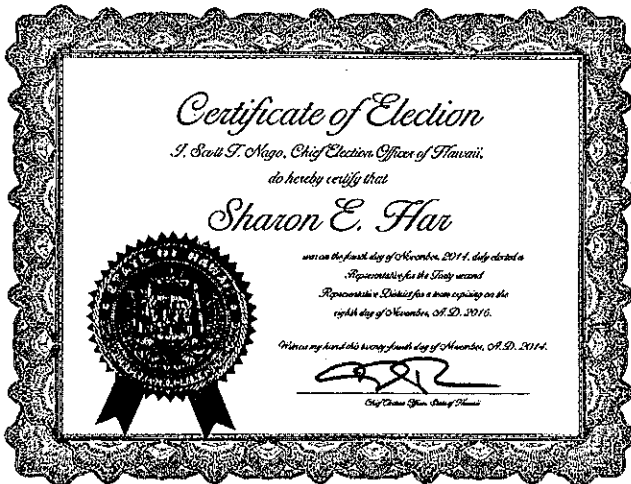 Certificate of Election
I, Scott T. Nago, Chief Election Officer of Hawaii,
do hereby certify that
Sharon E. Har
was on the fourth day of November, 2014, duly elected a
Representative for the Forty second
Representative District for a term expiring on the
eighth day of November, A.D. 2016.
Witness my hand this twenty-fourth day of November, A.D. 2014.
Chief Election Officer, State of Hawaii
STATE OF HAWAII